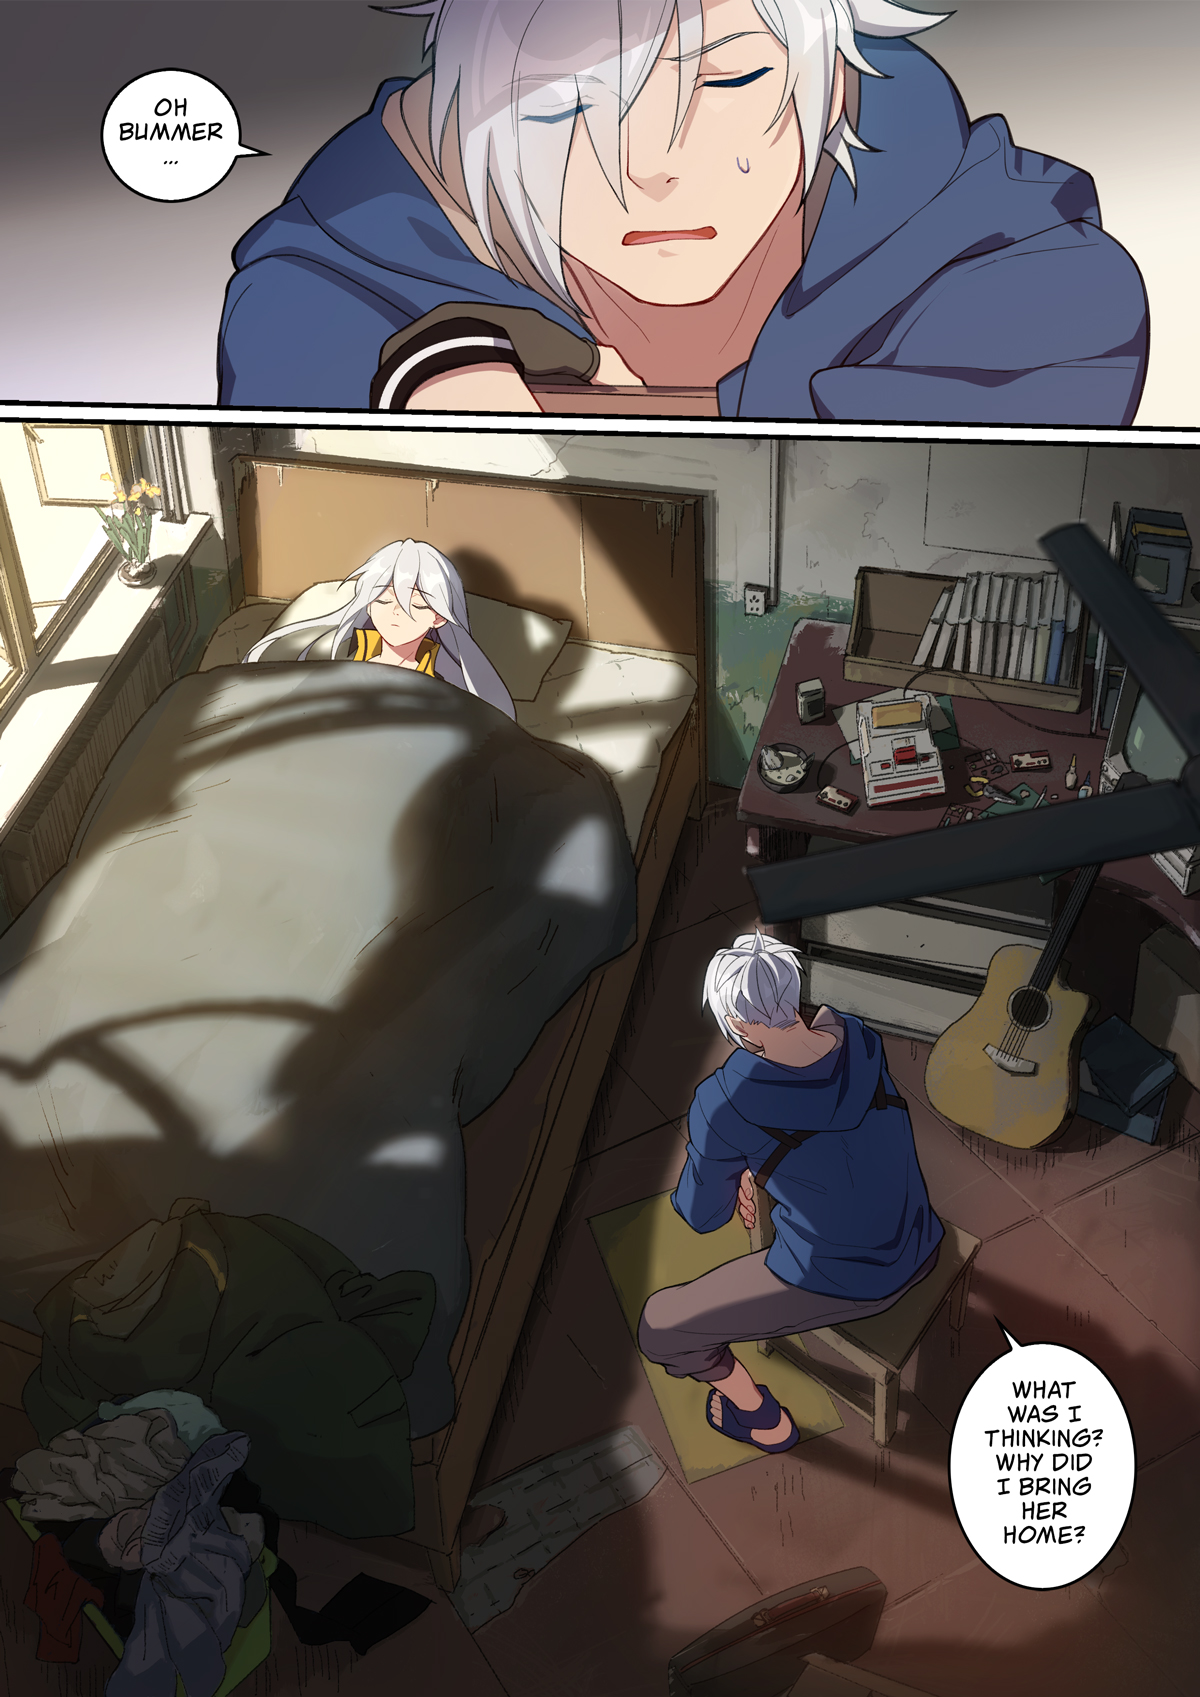 OH
BUMMER
...
WHAT
WAS I
THINKING?
WHY DID
I BRING
HER
HOME?